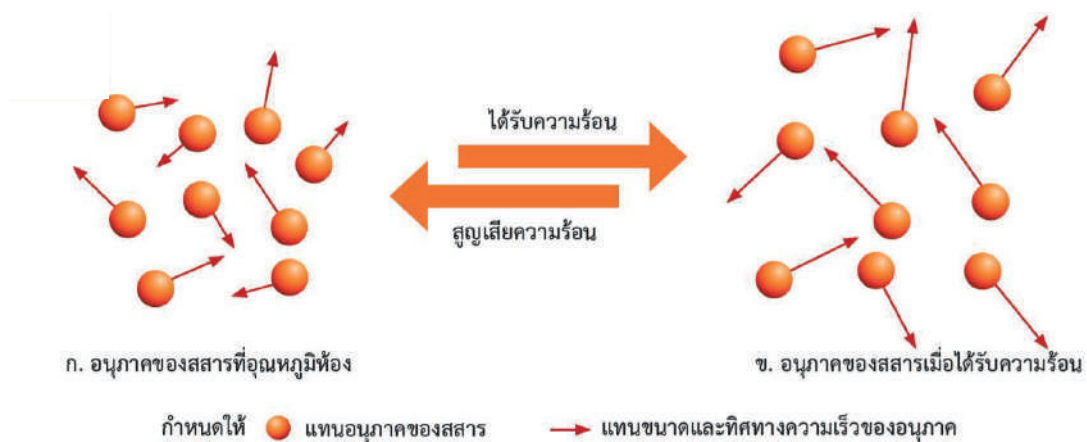 ได้รับความร้อน
สูญเสียความร้อน
ก. อนุภาคของสสารที่อุณหภูมิห้อง
ข. อนุภาคของสสารเมื่อได้รับความร้อน
กำหนดให้ แทนอนุภาคของสสาร แทนขนาดและทิศทางความเร็วของอนุภาค